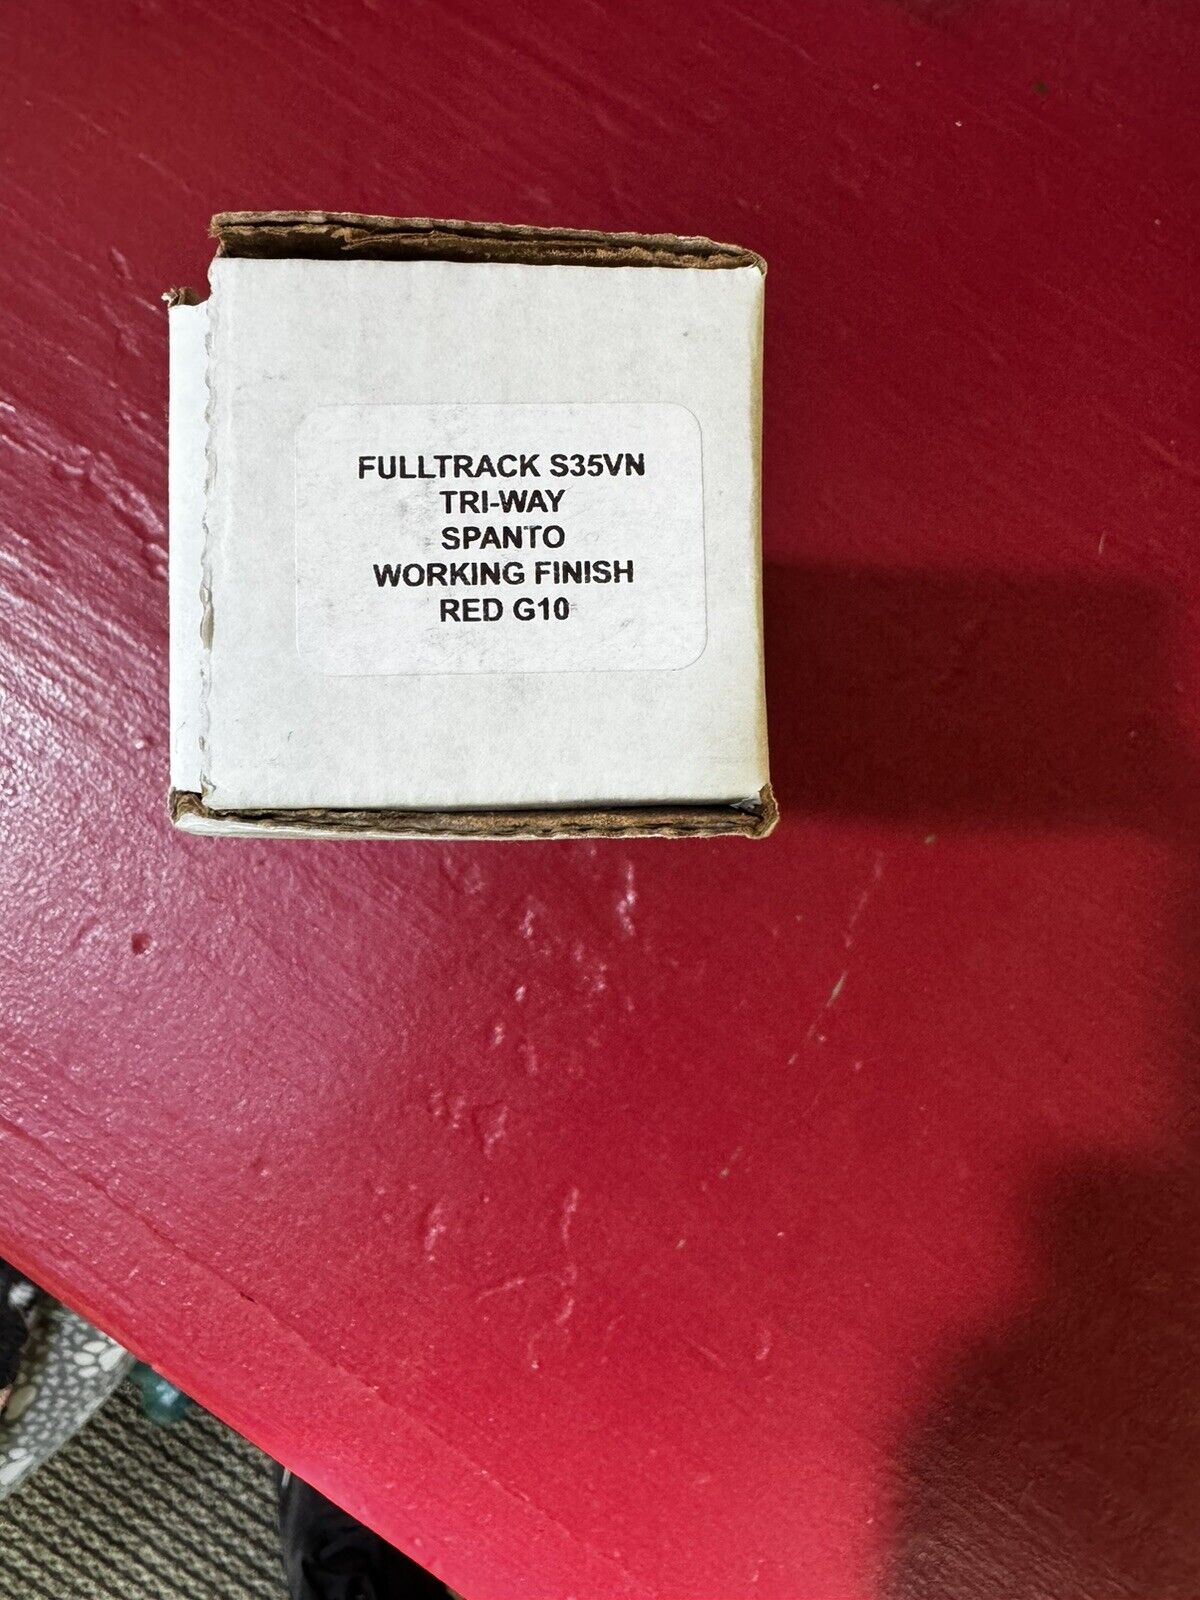 FULLTRACK S35VN
TRI-WAY
SPANTO
WORKING FINISH
RED G10